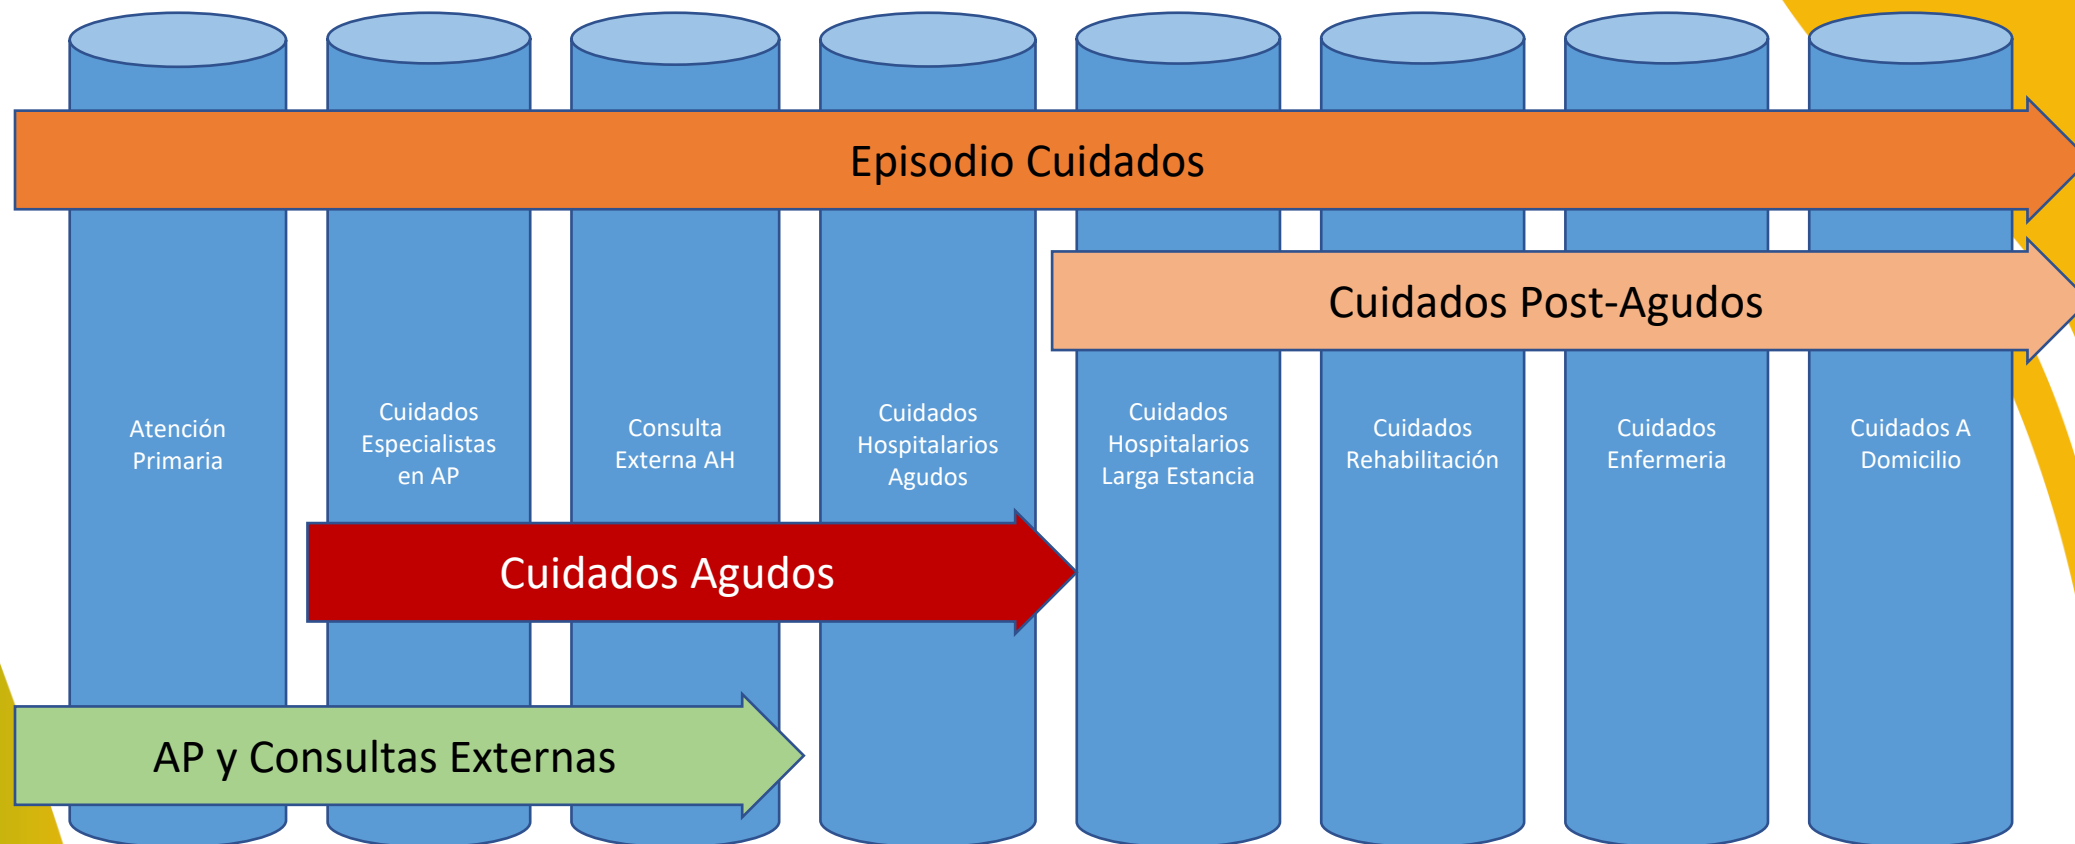 Episodio Cuidados
Cuidados Post-Agudos
Atención
Primaria
Cuidados
Especialistas
en AP
Consulta
Externa AH
Cuidados
Hospitalarios
Agudos
Cuidados
Hospitalarios
Larga Estancia
Cuidados
Rehabilitación
Cuidados
Enfermeria
Cuidados A
Domicilio
Cuidados Agudos
AP y Consultas Externas